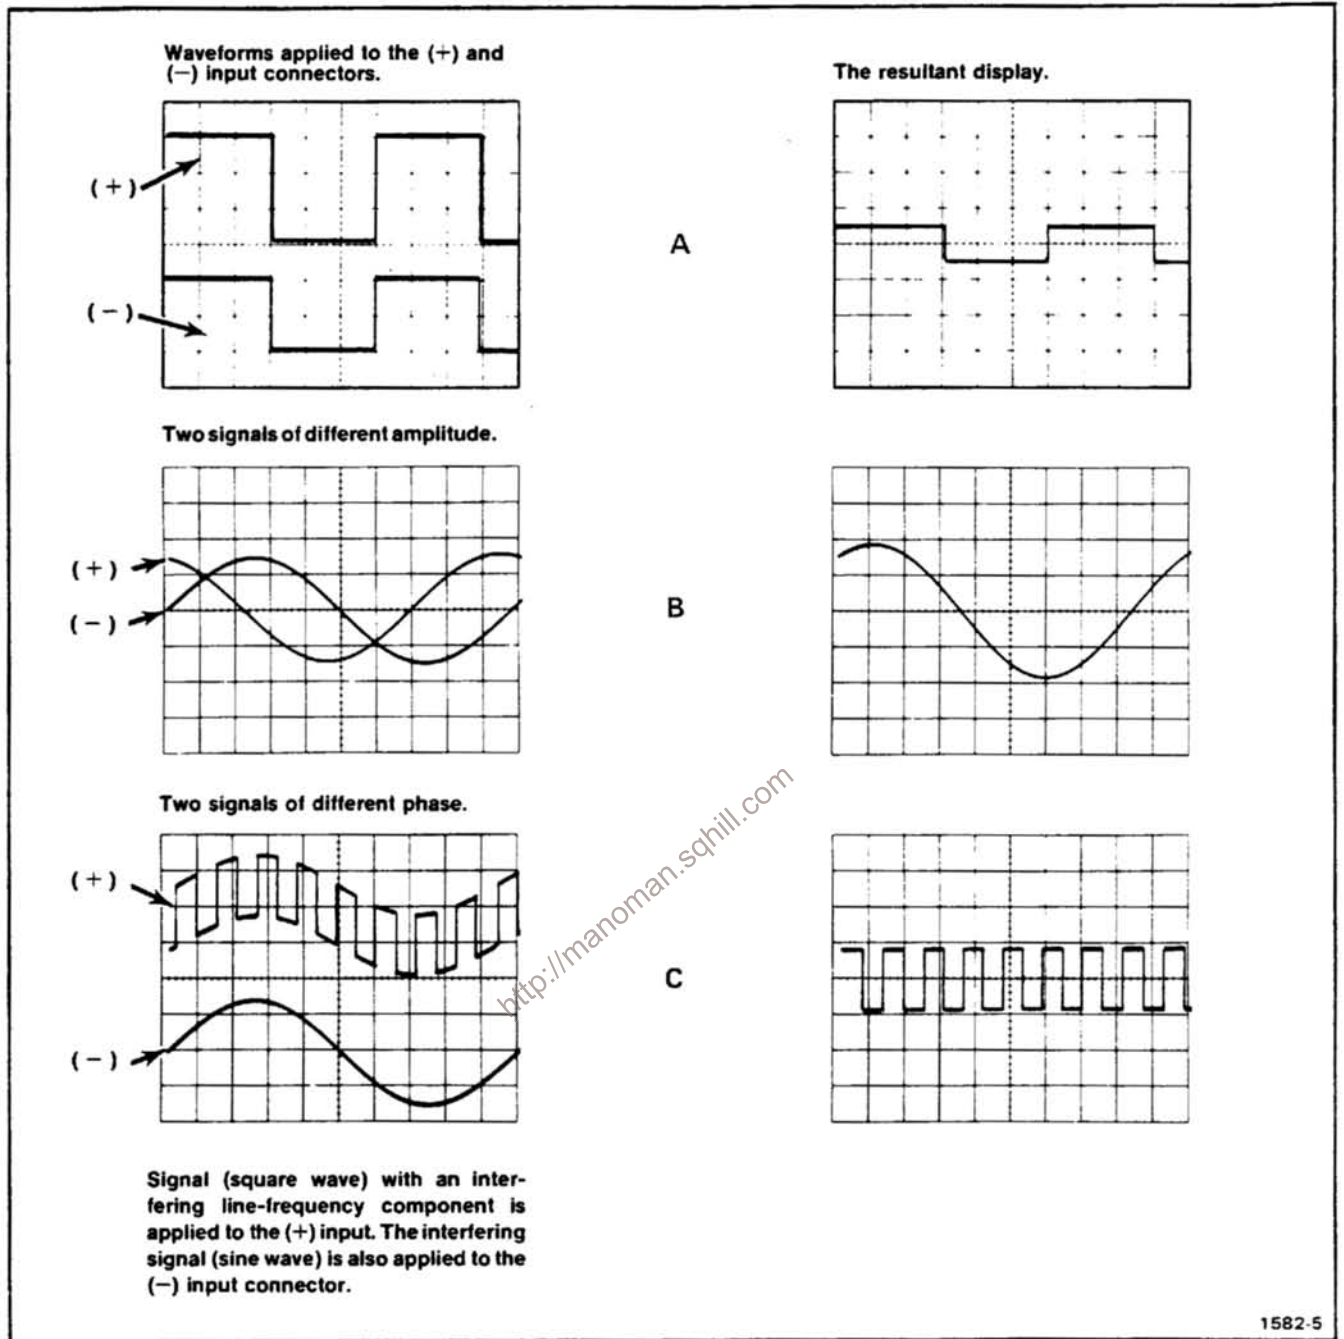 Waveforms applied to the (+) and
(−) input connectors.
The resultant display.
(+)
(−)
A
Two signals of different amplitude.
(+)
(−)
B
Two signals of different phase.
(+)
(−)
C
http://manoman.sqhill.com
Signal (square wave) with an inter-
fering line-frequency component is
applied to the (+) input. The interfering
signal (sine wave) is also applied to the
(−) input connector.
1582-5